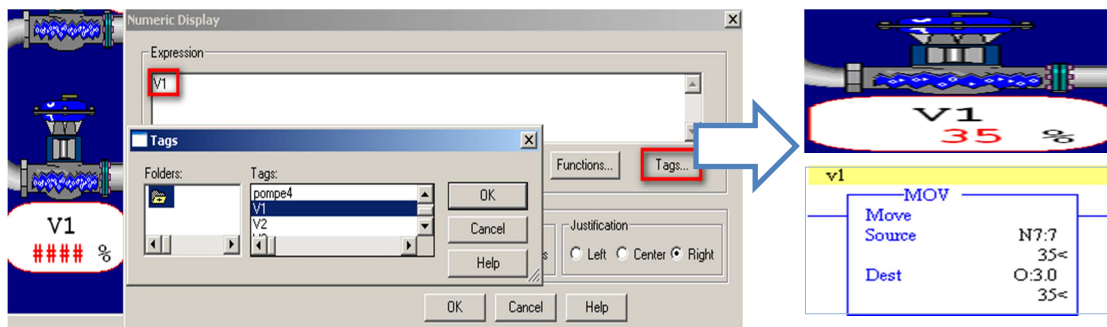 V1
#### %
Numeric Display
Expression
V1
Functions...
Tags...
Tags
Folders:
Tags:
pompe4
V1
V2
OK
Cancel
Help
Justification
Left Center Right
OK Cancel Help
V1
35 %
v1
MOV
Move
Source N7:7
35<
Dest O:3.0
35<